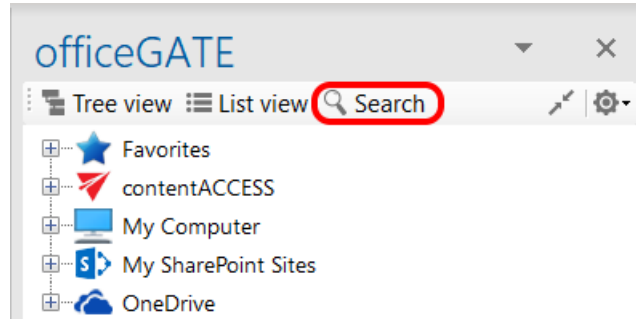 officeGATE
Tree view List view Search
Favorites
contentACCESS
My Computer
My SharePoint Sites
OneDrive